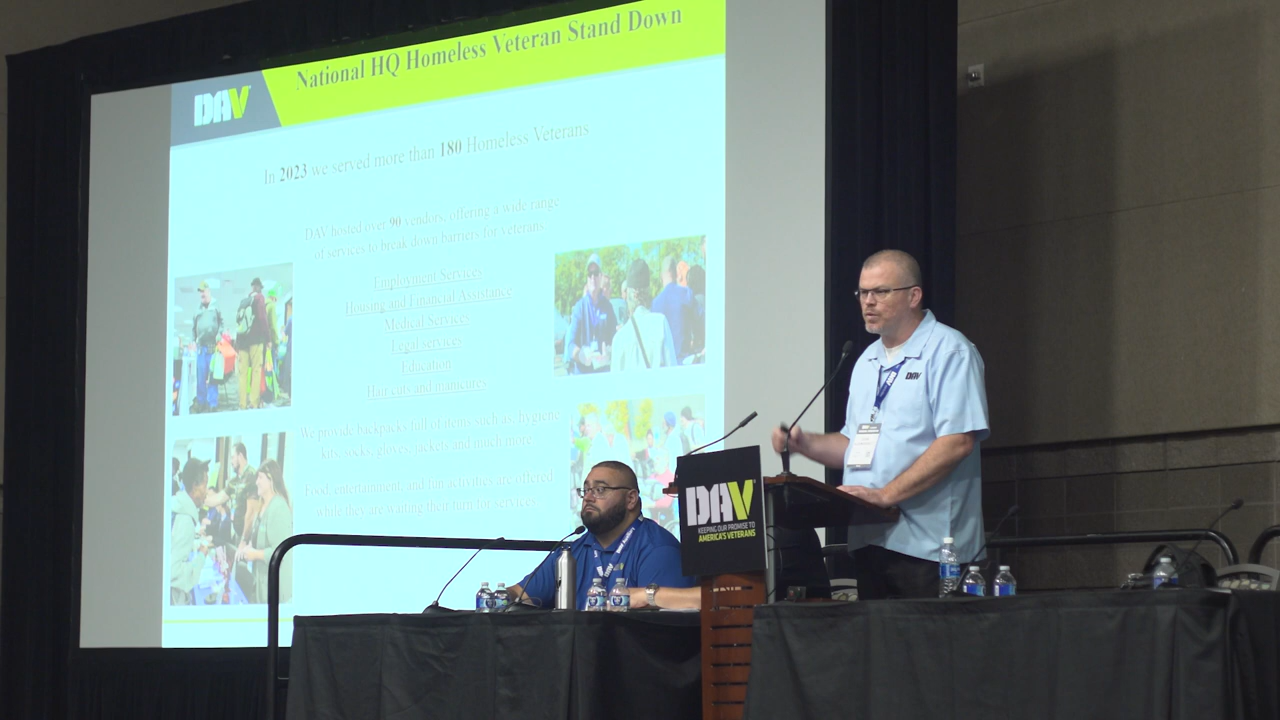 National HQ Homeless Veteran Stand Down
DAV
In 2023 we served more than 180 Homeless Veterans
DAV hosted over 90 vendors, offering a wide range
of services to break down barriers for veterans
Employment Services
Housing and Financial Assistance
Medical Services
Legal services
Education
Hair cuts and manicures
We provide backpacks full of items such as, hygiene
kits, socks, gloves, jackets and much more
Food, entertainment, and fun activities are offered
while they are waiting their turn for services
DAV
DAV
KEEPING OUR PROMISE TO
AMERICA'S VETERANS